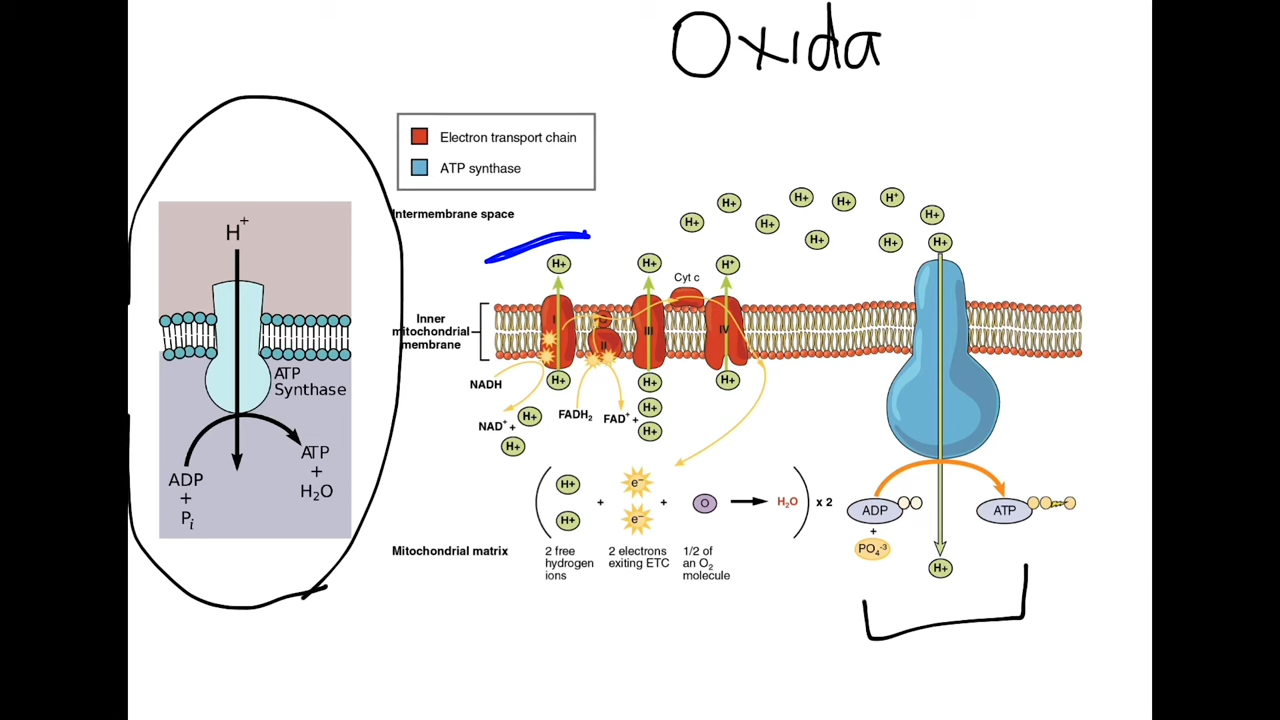 Oxida
Electron transport chain
ATP synthase
Intermembrane space
H+
ATP
Synthase
ADP
+
Pi
ATP
+
H2O
H+ H+ H+ H+ H+ H+ H+ H+ H+ H+
H+ H+ H+
Cyt c
Inner
mitochondrial
membrane
I II III IV
H+ H+ H+
H+
H+
NADH
NAD+ + H+
H+
FADH2
FAD+ +
H+ + e- + O → H2O x 2
H+ e-
2 free
hydrogen
ions
2 electrons
exiting ETC
1/2 of
an O2
molecule
Mitochondrial matrix
ADP
+
PO4-3
ATP
H+